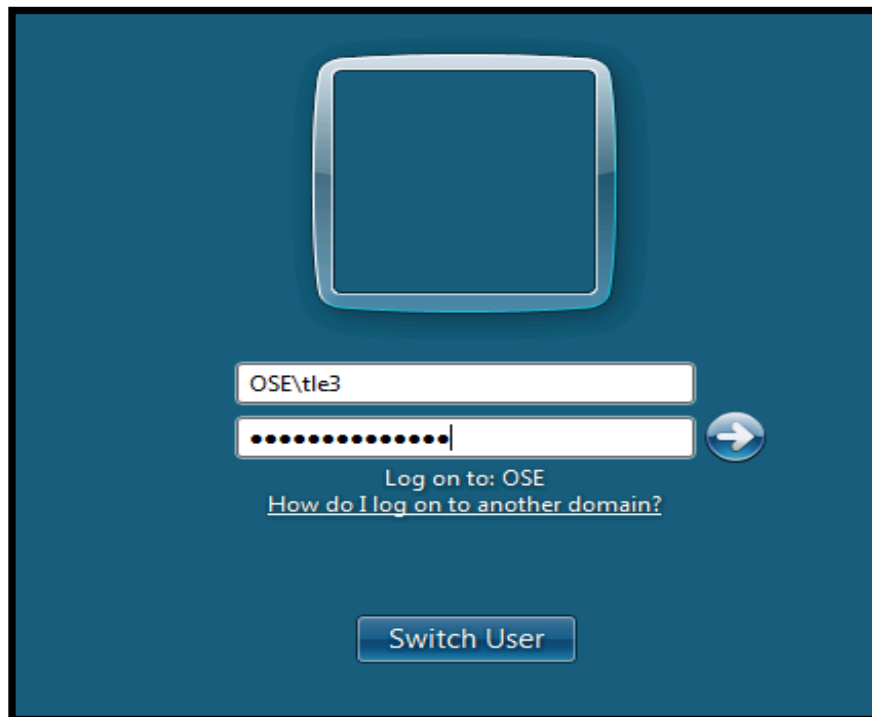 OSE\tle3
••••••••••••••
Log on to: OSE
How do I log on to another domain?
Switch User